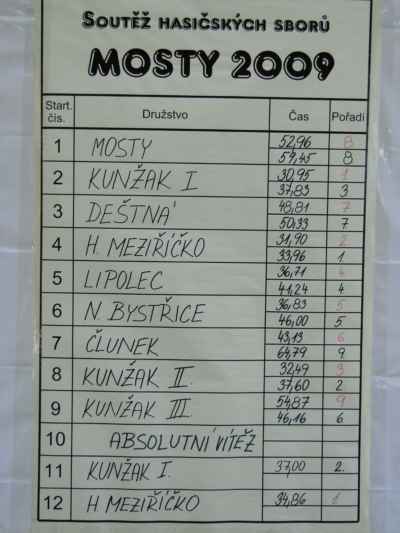 SOUTĚŽ HASIČSKÝCH SBORŮ
MOSTY 2009
Start. čís. Družstvo Čas Pořadí
1 MOSTY 52,96 8
59,45 8
2 KUNŽAK I 30,95 1
37,83 3
3 DEŠTNÁ 48,81 7
50,33 7
4 H. MEZIŘÍČKO 31,90 2
33,96 1
5 LIPOLEC 36,71 4
41,24 4
6 N. BYSTŘICE 36,83 5
46,00 5
7 ČLUNEK 43,13 6
64,79 9
8 KUNŽAK II. 32,49 3
37,60 2
9 KUNŽAK III. 54,87 9
46,16 6
10 ABSOLUTNÍ VÍTĚŽ
11 KUNŽAK I. 37,00 2.
12 H MEZIŘÍČKO 34,86